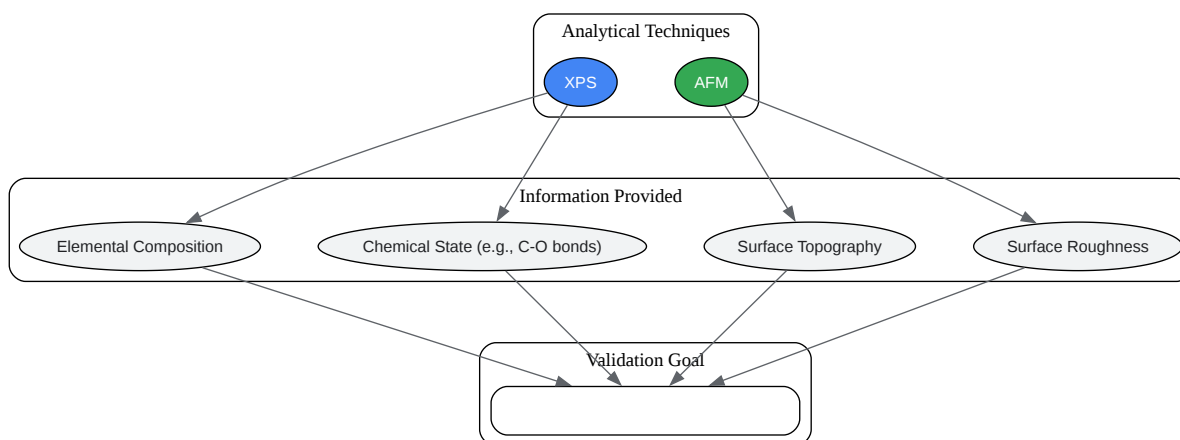 Analytical Techniques
XPS
AFM
Information Provided
Elemental Composition
Chemical State (e.g., C-O bonds)
Surface Topography
Surface Roughness
Validation Goal